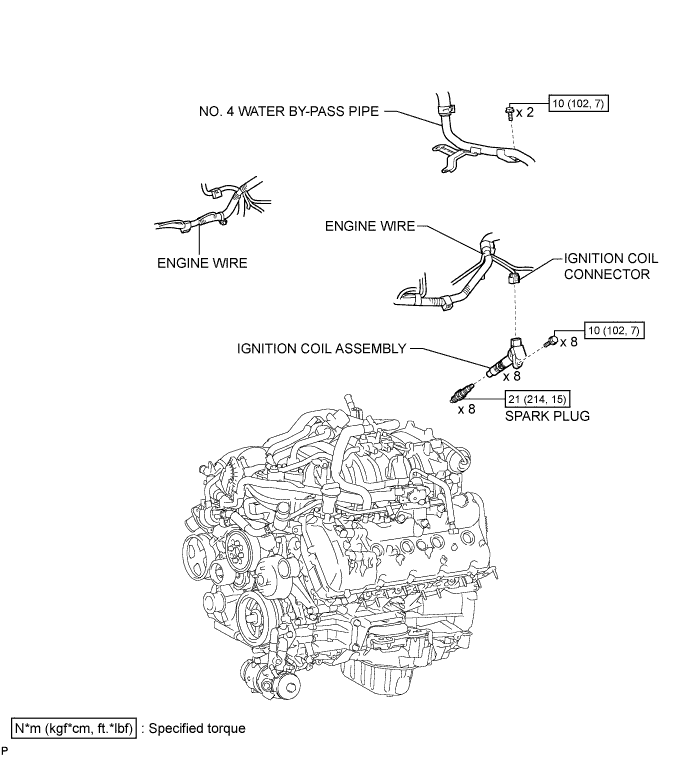 10 (102, 7)
NO. 4 WATER BY-PASS PIPE
x 2
ENGINE WIRE
ENGINE WIRE
IGNITION COIL
CONNECTOR
10 (102, 7)
x 8
IGNITION COIL ASSEMBLY
x 8
21 (214, 15)
x 8
SPARK PLUG
N*m (kgf*cm, ft.*lbf) : Specified torque
P